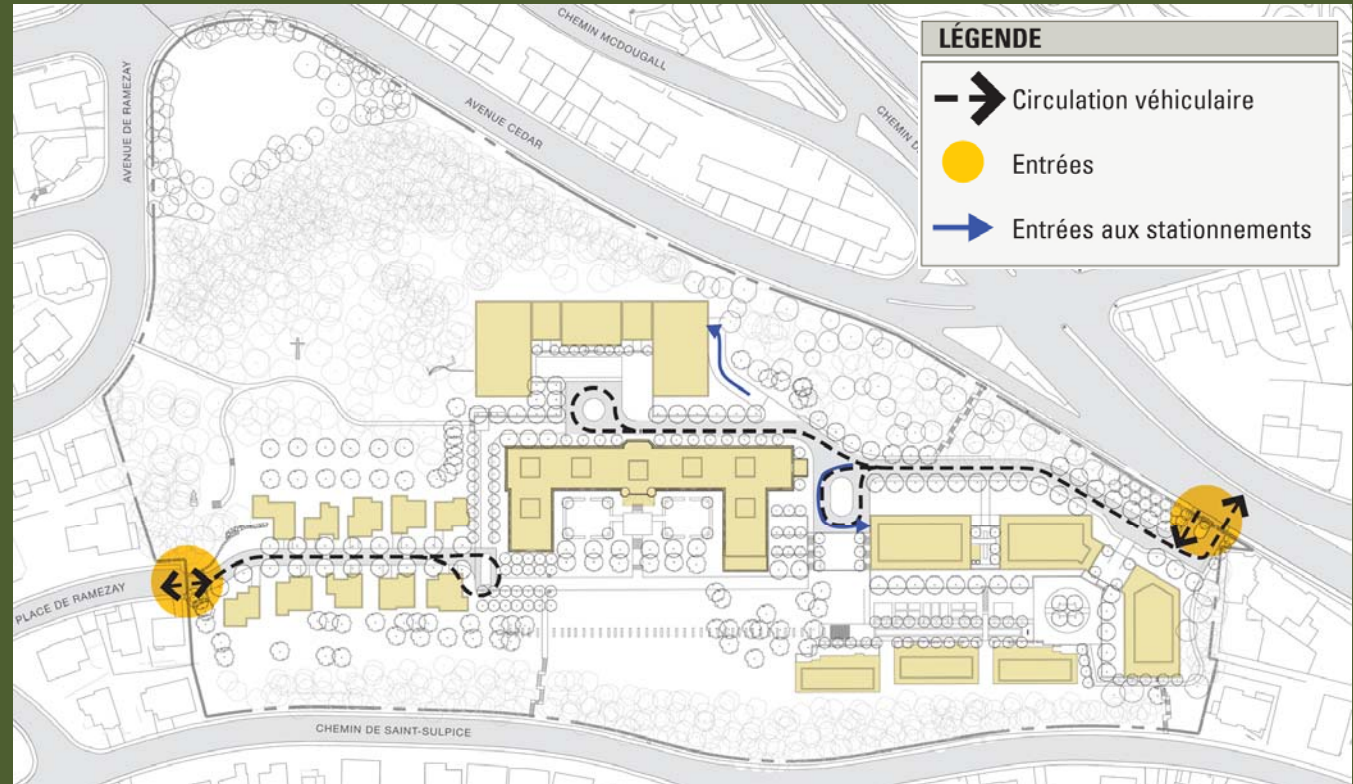 CHEMIN MCDOUGALL
LÉGENDE
Circulation véhiculaire
Entrées
Entrées aux stationnements
AVENUE DE RAMEZAY
AVENUE CEDAR
CHEMIN
PLACE DE RAMEZAY
CHEMIN DE SAINT-SULPICE